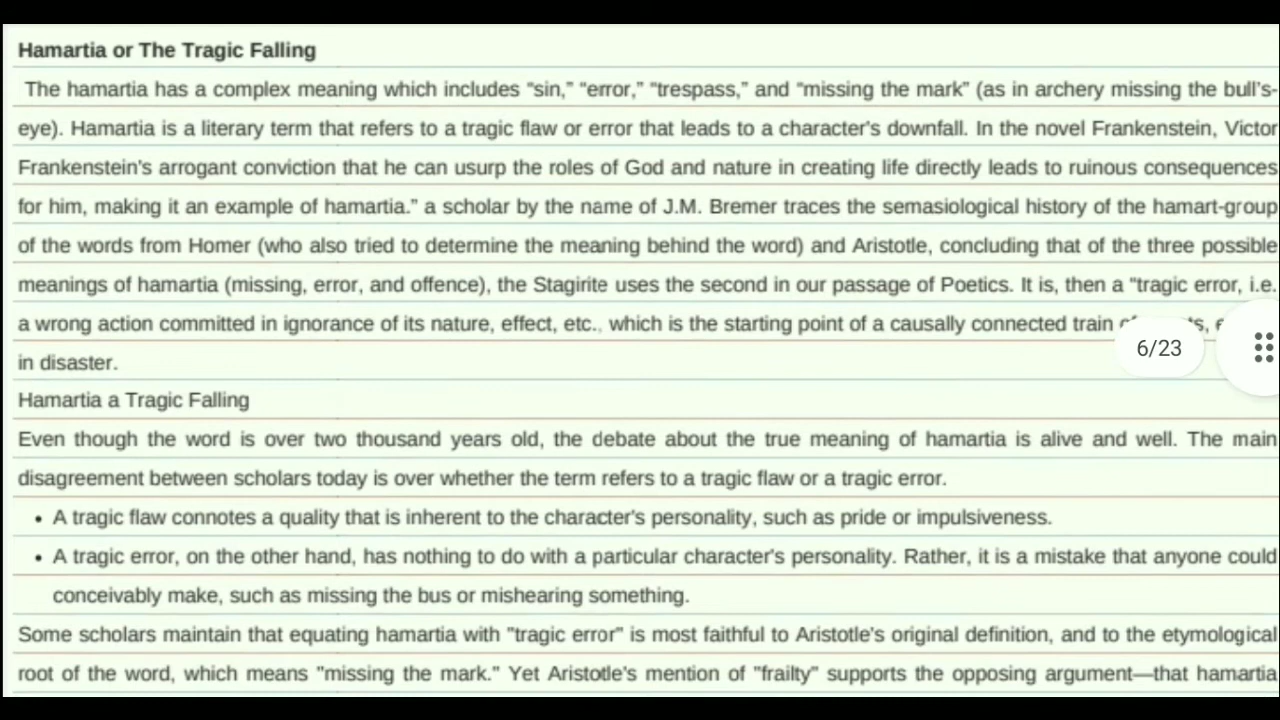 Hamartia or The Tragic Falling
The hamartia has a complex meaning which includes “sin,” “error,” “trespass,” and “missing the mark” (as in archery missing the bull’s-
eye). Hamartia is a literary term that refers to a tragic flaw or error that leads to a character's downfall. In the novel Frankenstein, Victor
Frankenstein's arrogant conviction that he can usurp the roles of God and nature in creating life directly leads to ruinous consequences
for him, making it an example of hamartia.” a scholar by the name of J.M. Bremer traces the semasiological history of the hamart-group
of the words from Homer (who also tried to determine the meaning behind the word) and Aristotle, concluding that of the three possible
meanings of hamartia (missing, error, and offence), the Stagirite uses the second in our passage of Poetics. It is, then a "tragic error, i.e.
a wrong action committed in ignorance of its nature, effect, etc., which is the starting point of a causally connected train
6/23
in disaster.
Hamartia a Tragic Falling
Even though the word is over two thousand years old, the debate about the true meaning of hamartia is alive and well. The main
disagreement between scholars today is over whether the term refers to a tragic flaw or a tragic error.
• A tragic flaw connotes a quality that is inherent to the character's personality, such as pride or impulsiveness.
• A tragic error, on the other hand, has nothing to do with a particular character's personality. Rather, it is a mistake that anyone could
conceivably make, such as missing the bus or mishearing something.
Some scholars maintain that equating hamartia with "tragic error" is most faithful to Aristotle's original definition, and to the etymological
root of the word, which means "missing the mark." Yet Aristotle's mention of "frailty" supports the opposing argument—that hamartia